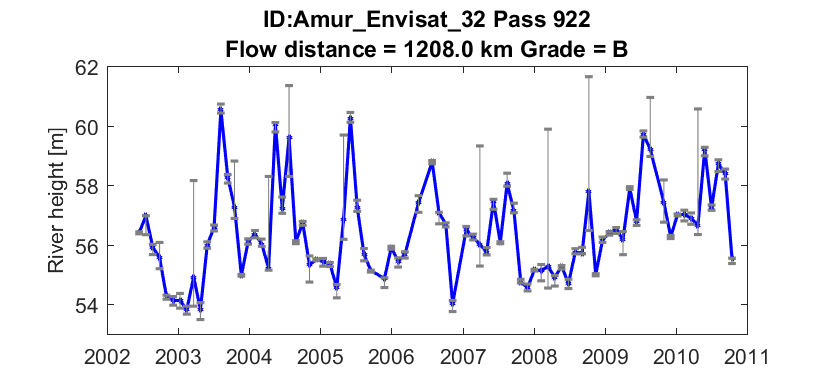 ID:Amur_Envisat_32 Pass 922
Flow distance = 1208.0 km Grade = B
River height [m]
62
60
58
56
54
2002 2003 2004 2005 2006 2007 2008 2009 2010 2011